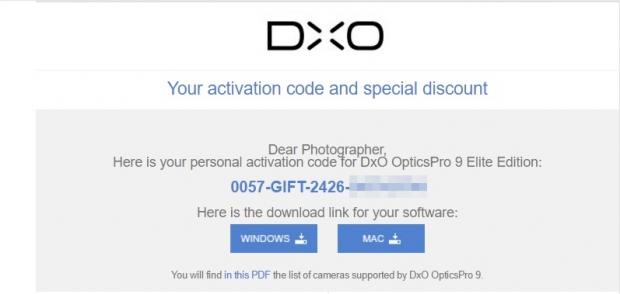 DXO
Your activation code and special discount
Dear Photographer,
Here is your personal activation code for DxO OpticsPro 9 Elite Edition:
0057-GIFT-2426-
Here is the download link for your software:
WINDOWS MAC
You will find in this PDF the list of cameras supported by DxO OpticsPro 9.